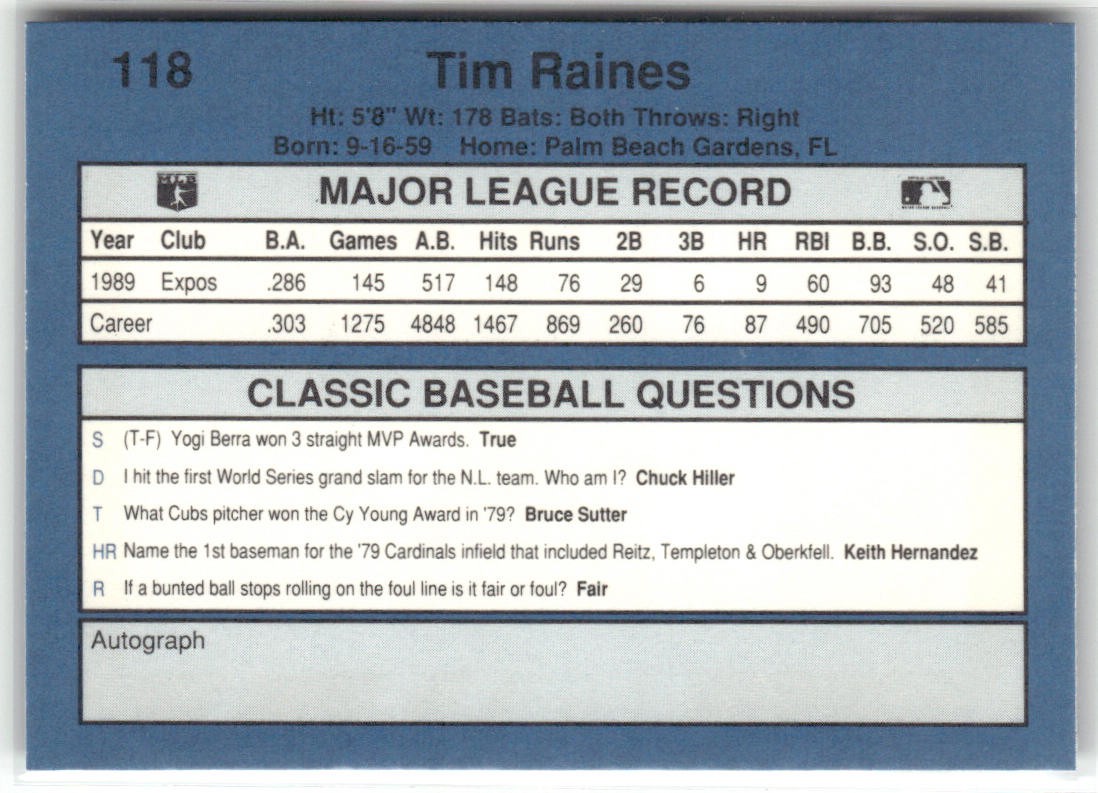 118 Tim Raines
Ht: 5'8" Wt: 178 Bats: Both Throws: Right
Born: 9-16-59 Home: Palm Beach Gardens, FL
MLB MAJOR LEAGUE RECORD
Year Club B.A. Games A.B. Hits Runs 2B 3B HR RBI B.B. S.O. S.B.
1989 Expos .286 145 517 148 76 29 6 9 60 93 48 41
Career .303 1275 4848 1467 869 260 76 87 490 705 520 585
CLASSIC BASEBALL QUESTIONS
S (T-F) Yogi Berra won 3 straight MVP Awards. True
D I hit the first World Series grand slam for the N.L. team. Who am I? Chuck Hiller
T What Cubs pitcher won the Cy Young Award in '79? Bruce Sutter
HR Name the 1st baseman for the '79 Cardinals infield that included Reitz, Templeton & Oberkfell. Keith Hernandez
R If a bunted ball stops rolling on the foul line is it fair or foul? Fair
Autograph